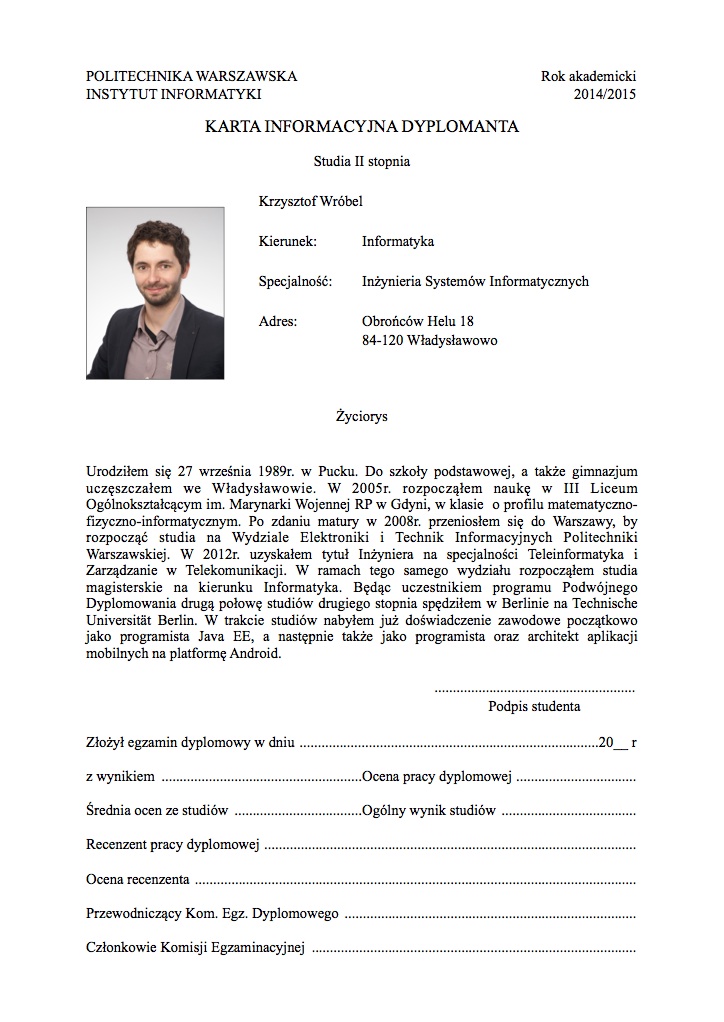 POLITECHNIKA WARSZAWSKA Rok akademicki
INSTYTUT INFORMATYKI 2014/2015
KARTA INFORMACYJNA DYPLOMANTA
Studia II stopnia
Krzysztof Wróbel
Kierunek: Informatyka
Specjalność: Inżynieria Systemów Informatycznych
Adres: Obrońców Helu 18
84-120 Władysławowo
Życiorys
Urodziłem się 27 września 1989r. w Pucku. Do szkoły podstawowej, a także gimnazjum
uczęszczałem we Władysławowie. W 2005r. rozpocząłem naukę w III Liceum
Ogólnokształcącym im. Marynarki Wojennej RP w Gdyni, w klasie o profilu matematyczno-
fizyczno-informatycznym. Po zdaniu matury w 2008r. przeniosłem się do Warszawy, by
rozpocząć studia na Wydziale Elektroniki i Technik Informacyjnych Politechniki
Warszawskiej. W 2012r. uzyskałem tytuł Inżyniera na specjalności Teleinformatyka i
Zarządzanie w Telekomunikacji. W ramach tego samego wydziału rozpocząłem studia
magisterskie na kierunku Informatyka. Będąc uczestnikiem programu Podwójnego
Dyplomowania drugą połowę studiów drugiego stopnia spędziłem w Berlinie na Technische
Universität Berlin. W trakcie studiów nabyłem już doświadczenie zawodowe początkowo
jako programista Java EE, a następnie także jako programista oraz architekt aplikacji
mobilnych na platformę Android.
........................................................
Podpis studenta
Złożył egzamin dyplomowy w dniu ....................................................................................20__ r
z wynikiem ........................................................Ocena pracy dyplomowej .................................
Średnia ocen ze studiów ....................................Ogólny wynik studiów .....................................
Recenzent pracy dyplomowej ........................................................................................................
Ocena recenzenta ............................................................................................................................
Przewodniczący Kom. Egz. Dyplomowego ..................................................................................
Członkowie Komisji Egzaminacyjnej ...........................................................................................